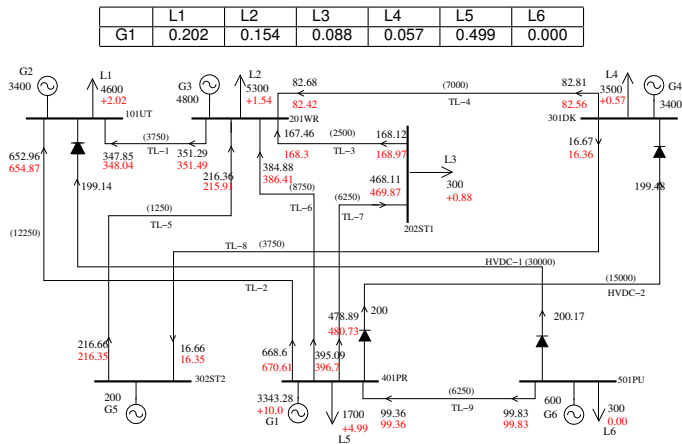 L1 L2 L3 L4 L5 L6
G1 0.202 0.154 0.088 0.057 0.499 0.000
G2
3400
L1
4600
+2.02
101UT
G3
4800
L2
5300
+1.54
201WR
82.68
82.42
(7000)
TL−4
82.81
82.56
301DK
L4
3500
+0.57
G4
3400
652.96
654.87
347.85
348.04
(3750)
TL−1
351.29
351.49
167.46
168.3
(2500)
TL−3
168.12
168.97
16.67
16.36
199.14
216.36
215.91
384.88
386.41
468.11
469.87
L3
300
+0.88
199.48
(12250)
(1250)
TL−5
(8750)
TL−6
(6250)
TL−7
202ST1
TL−8 (3750)
HVDC−1 (30000)
TL−2
(15000)
HVDC−2
216.66
216.35
16.66
16.35
668.6
670.61
395.09
396.7
478.89
480.73
200
200.17
302ST2
200
G5
401PR
3343.28
+10.0
G1
1700
+4.99
L5
99.36
99.36
(6250)
TL−9
99.83
99.83
501PU
600
G6
300
0.00
L6